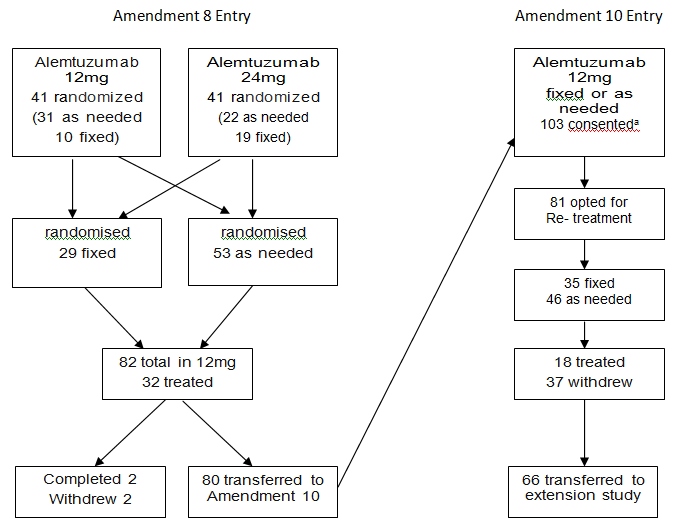 Amendment 8 Entry
Alemtuzumab
12mg
41 randomized
(31 as needed
10 fixed)
Alemtuzumab
24mg
41 randomized
(22 as needed
19 fixed)
randomised
29 fixed
randomised
53 as needed
82 total in 12mg
32 treated
Completed 2
Withdrew 2
80 transferred to
Amendment 10
Amendment 10 Entry
Alemtuzumab
12mg
fixed or as
needed
103 consentedª
81 opted for
Re- treatment
35 fixed
46 as needed
18 treated
37 withdrew
66 transferred to
extension study